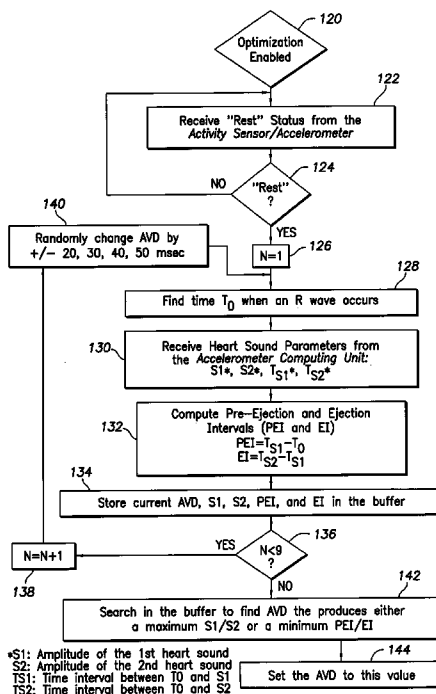 120
Optimization
Enabled
122
Receive "Rest" Status from the
Activity Sensor/Accelerometer
124
NO
"Rest"
?
YES
140
Randomly change AVD by
+/- 20, 30, 40, 50 msec
N=1
126
128
Find time T0 when an R wave occurs
130
Receive Heart Sound Parameters from
the Accelerometer Computing Unit:
S1*, S2*, TS1*, TS2*
132
Compute Pre-Ejection and Ejection
Intervals (PEI and EI)
PEI=TS1-T0
EI=TS2-TS1
134
Store current AVD, S1, S2, PEI, and EI in the buffer
136
YES
N<9
?
N=N+1
138
NO
142
Search in the buffer to find AVD the produces either
a maximum S1/S2 or a minimum PEI/EI
*S1: Amplitude of the 1st heart sound
S2: Amplitude of the 2nd heart sound
TS1: Time interval between T0 and S1
TS2: Time interval between T0 and S2
144
Set the AVD to this value